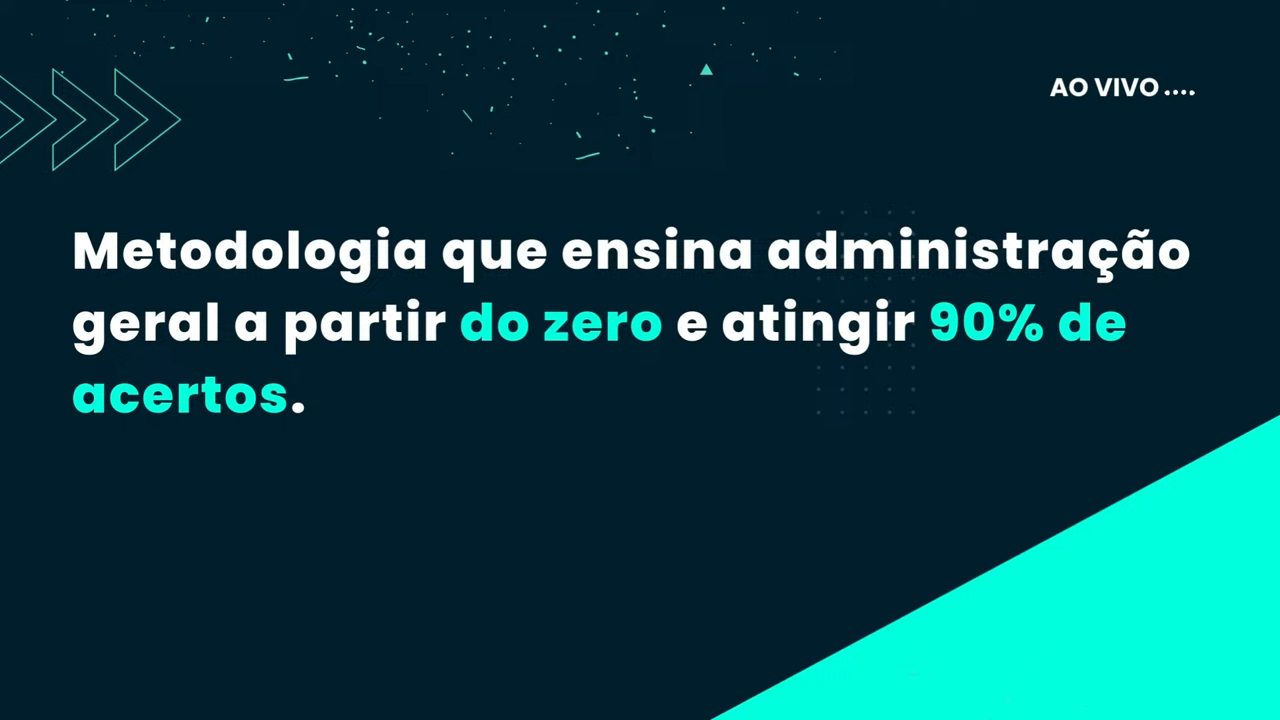 AO VIVO ....
Metodologia que ensina administração
geral a partir do zero e atingir 90% de
acertos.